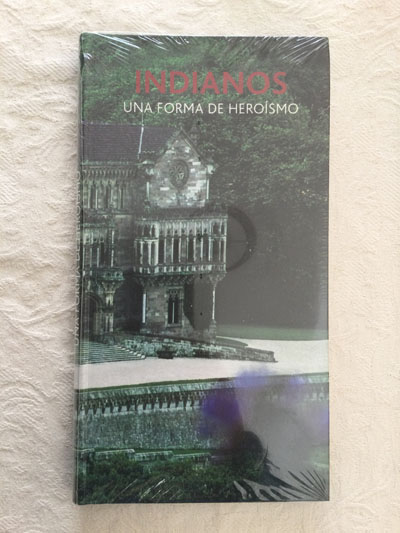 INDIANOS
UNA FORMA DE HEROÍSMO